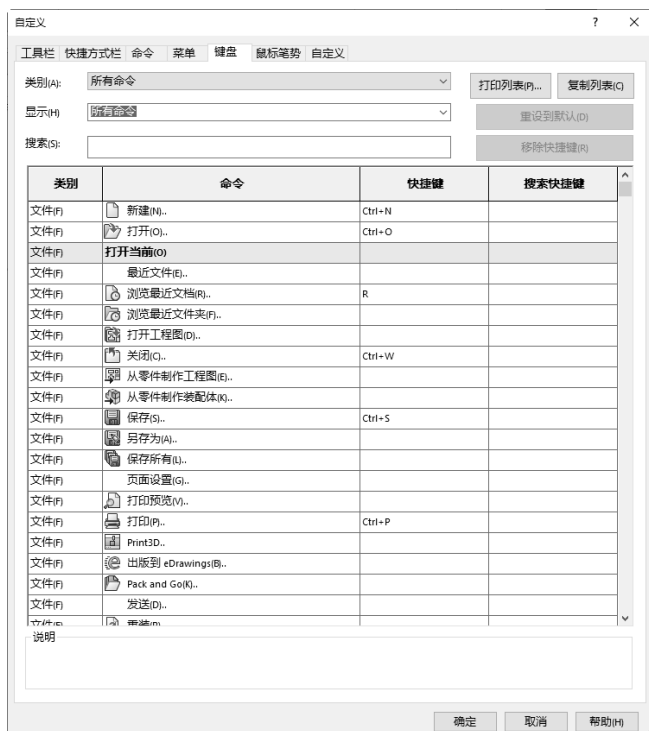 自定义 ? ×
工具栏 快捷方式栏 命令 菜单 键盘 鼠标笔势 自定义
类别(A): 所有命令 打印列表(P)... 复制列表(C)
显示(H) 所有命令 重设到默认(D)
搜索(S): 移除快捷键(R)
类别 命令 快捷键 搜索快捷键
文件(F) 新建(N).. Ctrl+N
文件(F) 打开(O).. Ctrl+O
文件(F) 打开当前(O)
文件(F) 最近文件(E)..
文件(F) 浏览最近文档(R).. R
文件(F) 浏览最近文件夹(F)..
文件(F) 打开工程图(D)..
文件(F) 关闭(C).. Ctrl+W
文件(F) 从零件制作工程图(E)..
文件(F) 从零件制作装配体(K)..
文件(F) 保存(S).. Ctrl+S
文件(F) 另存为(A)..
文件(F) 保存所有(L)..
文件(F) 页面设置(G)..
文件(F) 打印预览(V)..
文件(F) 打印(P).. Ctrl+P
文件(F) Print3D..
文件(F) 出版到 eDrawings(B)..
文件(F) Pack and Go(K)..
文件(F) 发送(D)..
文件(F) 重装(R)
说明
确定 取消 帮助(H)